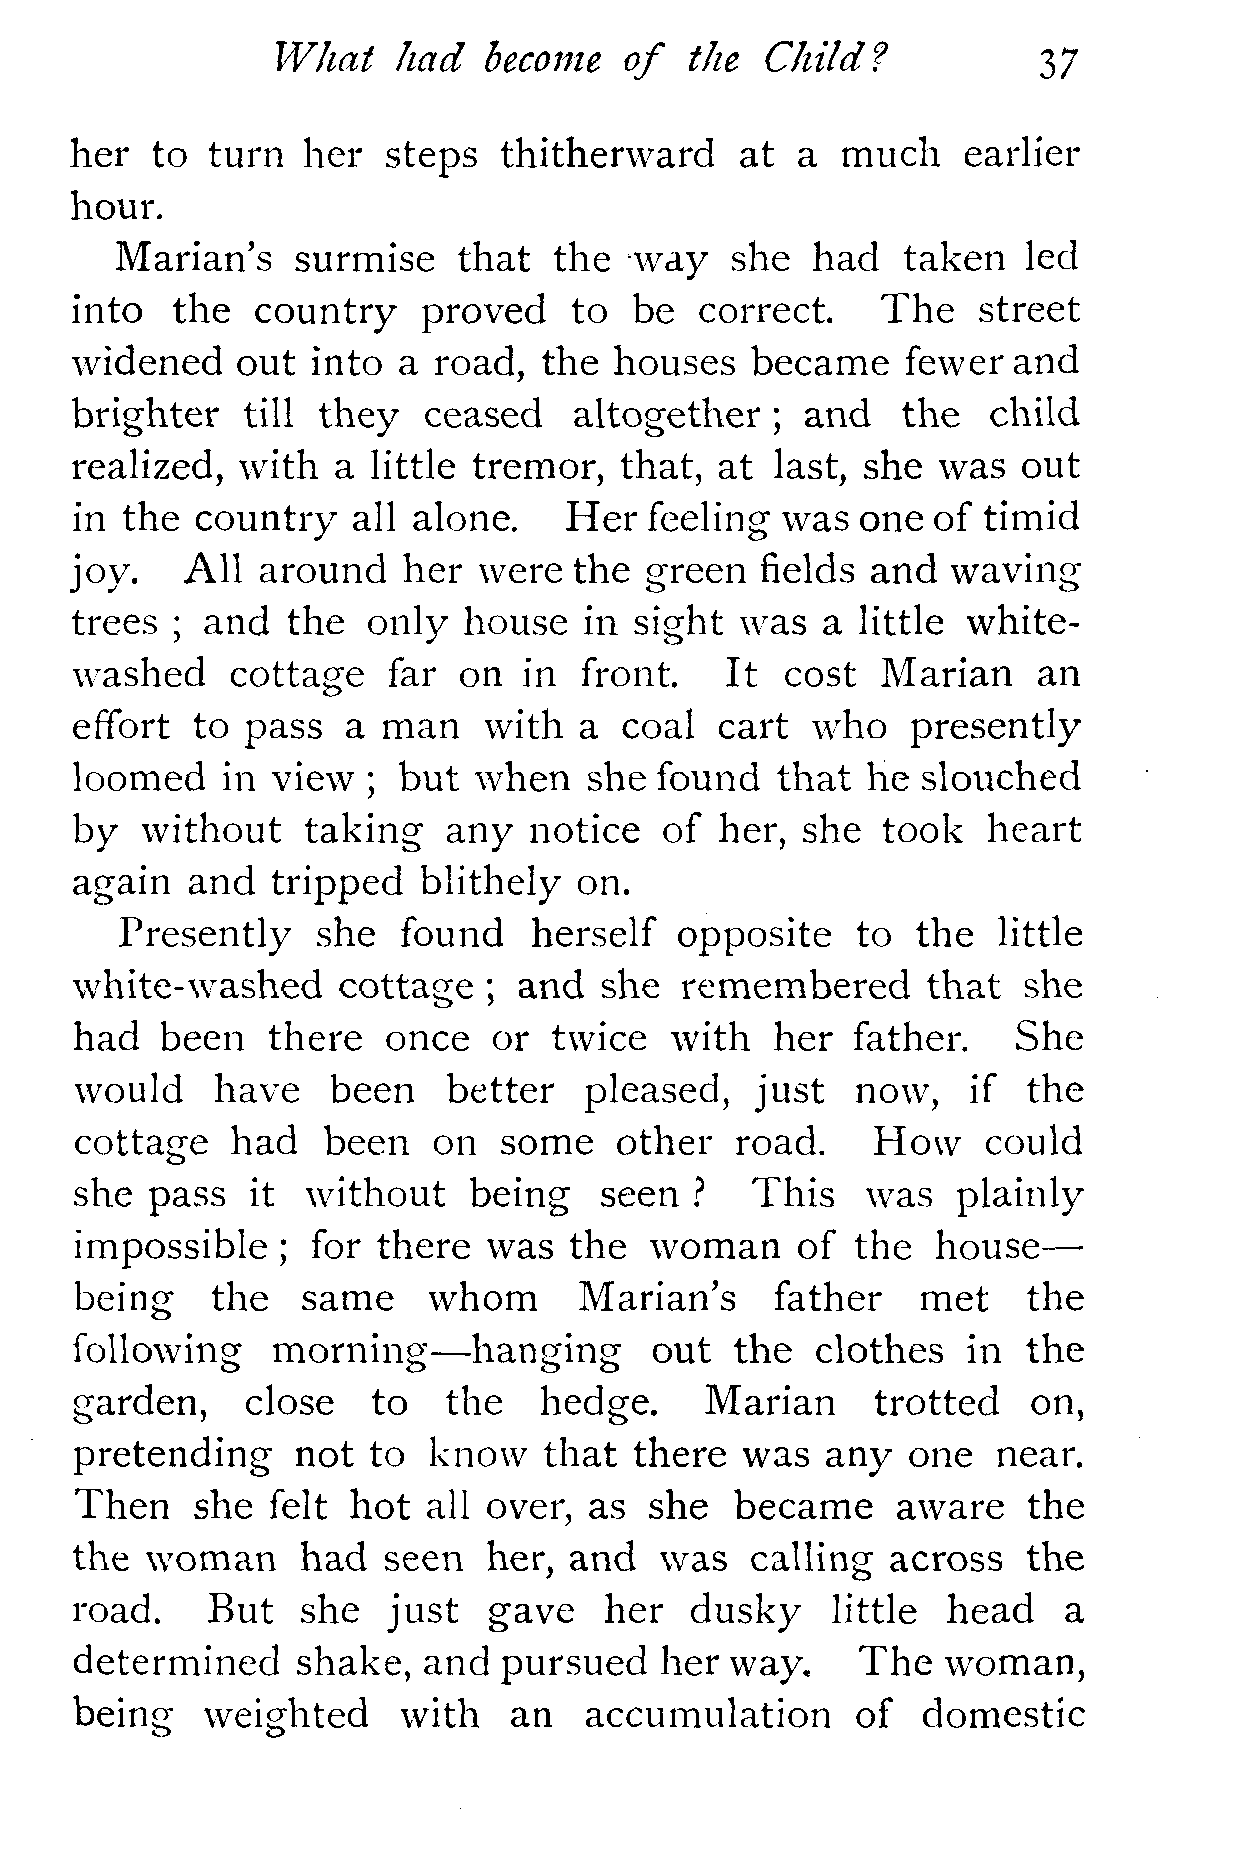 What had become of the Child? 37
her to turn her steps thitherward at a much earlier
hour.
Marian's surmise that the way she had taken led
into the country proved to be correct. The street
widened out into a road, the houses became fewer and
brighter till they ceased altogether ; and the child
realized, with a little tremor, that, at last, she was out
in the country all alone. Her feeling was one of timid
joy. All around her were the green fields and waving
trees ; and the only house in sight was a little white-
washed cottage far on in front. It cost Marian an
effort to pass a man with a coal cart who presently
loomed in view ; but when she found that he slouched
by without taking any notice of her, she took heart
again and tripped blithely on.
Presently she found herself opposite to the little
white-washed cottage ; and she remembered that she
had been there once or twice with her father. She
would have been better pleased, just now, if the
cottage had been on some other road. How could
she pass it without being seen ? This was plainly
impossible ; for there was the woman of the house—
being the same whom Marian's father met the
following morning—hanging out the clothes in the
garden, close to the hedge. Marian trotted on,
pretending not to know that there was any one near.
Then she felt hot all over, as she became aware the
the woman had seen her, and was calling across the
road. But she just gave her dusky little head a
determined shake, and pursued her way. The woman,
being weighted with an accumulation of domestic